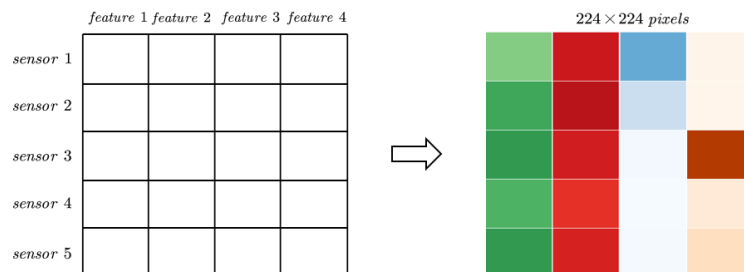 feature 1 feature 2 feature 3 feature 4
224×224 pixels
sensor 1
sensor 2
sensor 3
sensor 4
sensor 5